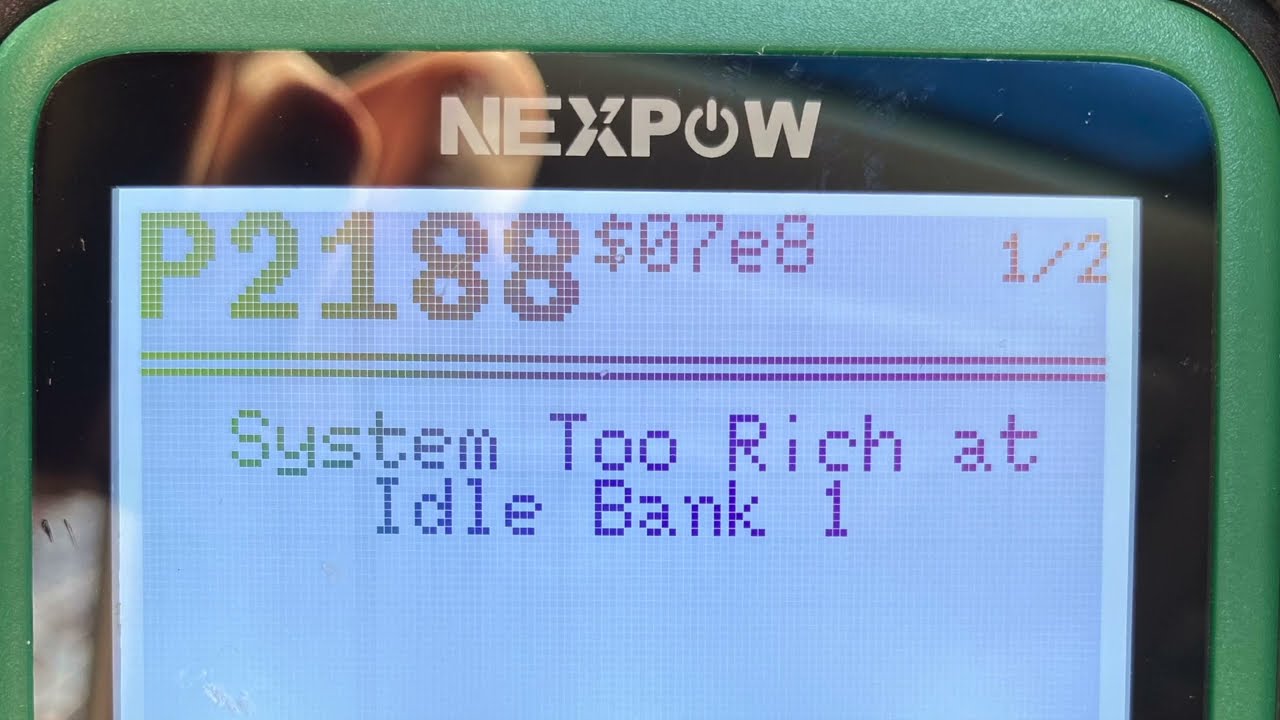 NEXPOW
P2188 $07e8 1/2
System Too Rich at
Idle Bank 1